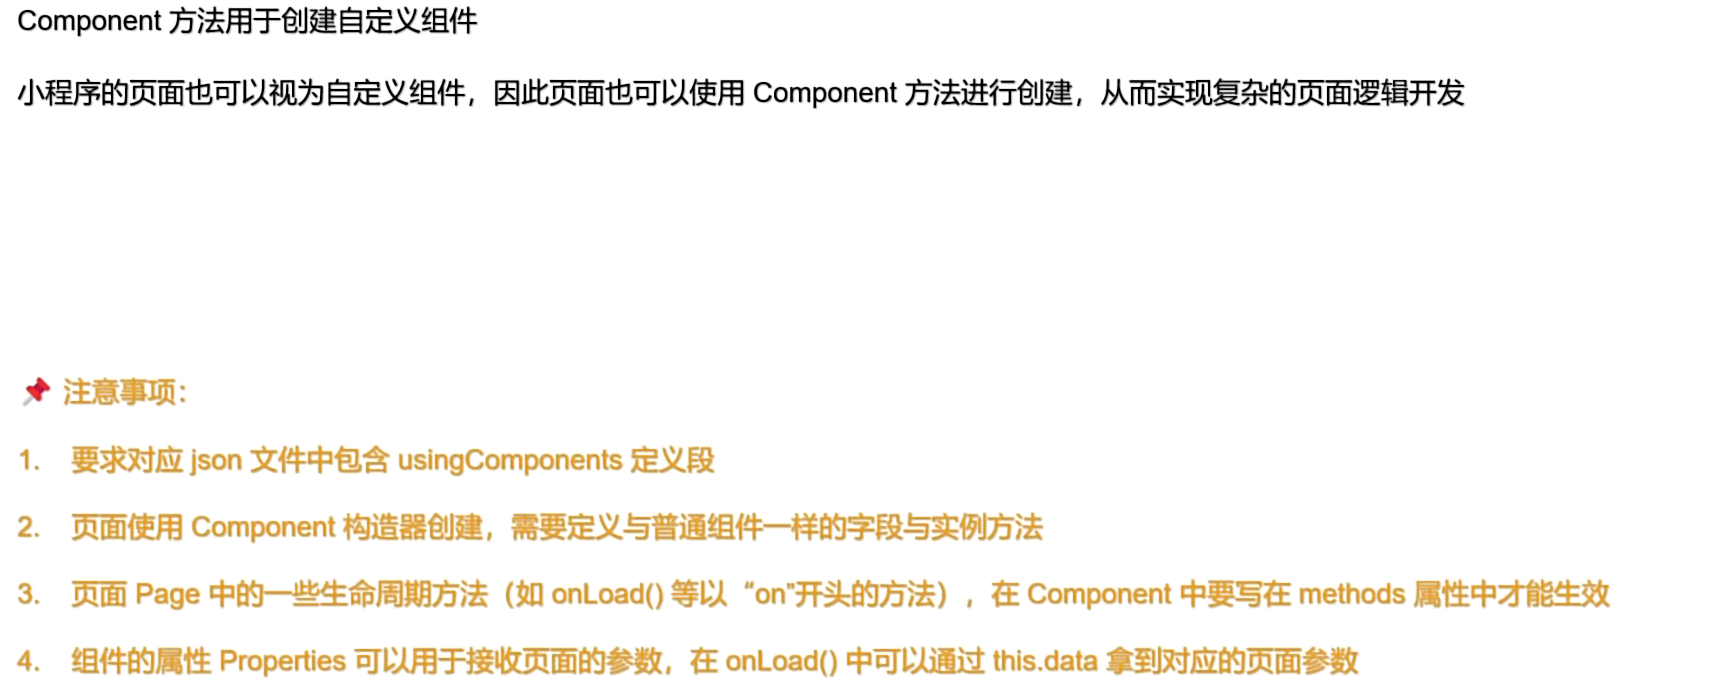 Component 方法用于创建自定义组件
小程序的页面也可以视为自定义组件，因此页面也可以使用 Component 方法进行创建，从而实现复杂的页面逻辑开发
📌 注意事项：
1. 要求对应 json 文件中包含 usingComponents 定义段
2. 页面使用 Component 构造器创建，需要定义与普通组件一样的字段与实例方法
3. 页面 Page 中的一些生命周期方法（如 onLoad() 等以“on”开头的方法），在 Component 中要写在 methods 属性中才能生效
4. 组件的属性 Properties 可以用于接收页面的参数，在 onLoad() 中可以通过 this.data 拿到对应的页面参数